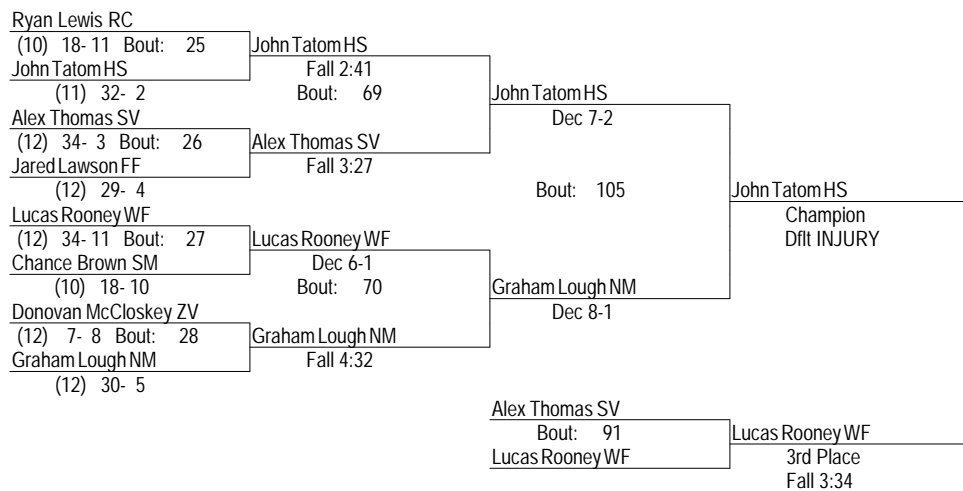 Ryan Lewis RC
(10) 18- 11 Bout: 25
John Tatom HS
(11) 32- 2
Alex Thomas SV
(12) 34- 3 Bout: 26
Jared Lawson FF
(12) 29- 4
Lucas Rooney WF
(12) 34- 11 Bout: 27
Chance Brown SM
(10) 18- 10
Donovan McCloskey ZV
(12) 7- 8 Bout: 28
Graham Lough NM
(12) 30- 5
John Tatom HS
Fall 2:41
Bout: 69
Alex Thomas SV
Fall 3:27
Lucas Rooney WF
Dec 6-1
Bout: 70
Graham Lough NM
Fall 4:32
John Tatom HS
Dec 7-2
Bout: 105
Graham Lough NM
Dec 8-1
John Tatom HS
Champion
Dflt INJURY
Alex Thomas SV
Bout: 91
Lucas Rooney WF
Lucas Rooney WF
3rd Place
Fall 3:34